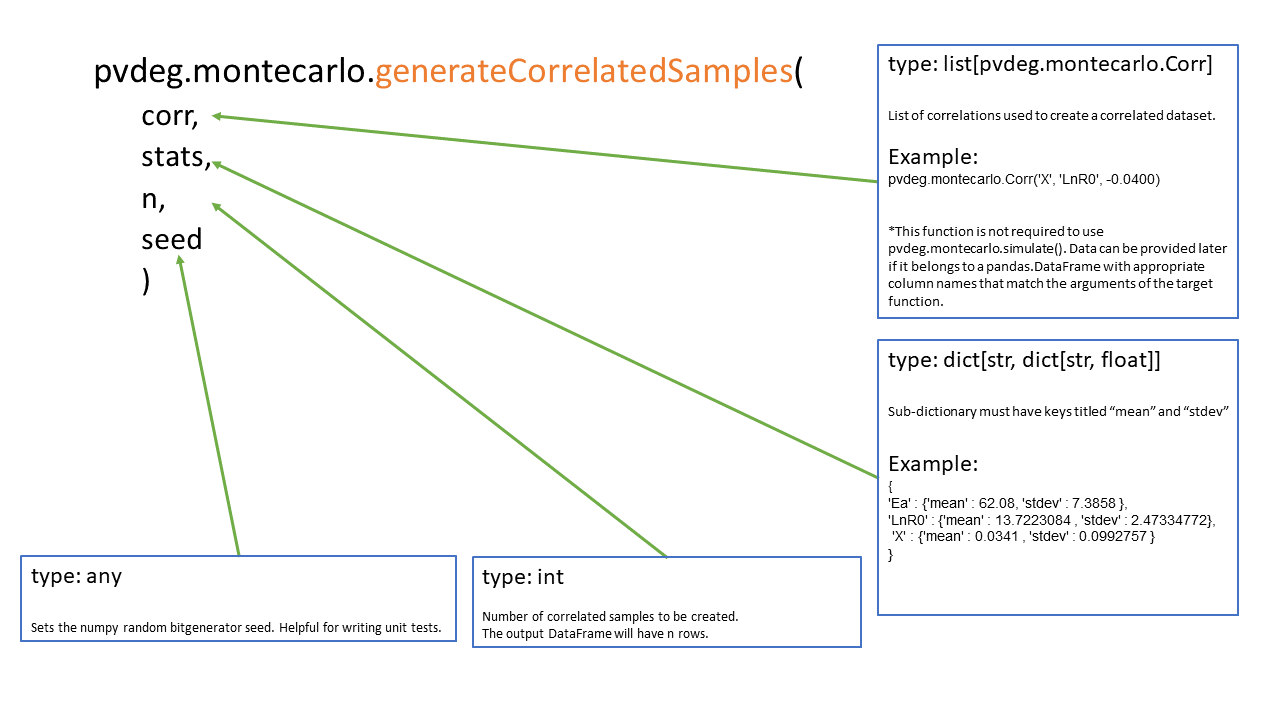 pvdeg.montecarlo.generateCorrelatedSamples(
corr,
stats,
n,
seed
)
type: list[pvdeg.montecarlo.Corr]
List of correlations used to create a correlated dataset.
Example:
pvdeg.montecarlo.Corr('X', 'LnR0', -0.0400)
*This function is not required to use
pvdeg.montecarlo.simulate(). Data can be provided later
if it belongs to a pandas.DataFrame with appropriate
column names that match the arguments of the target
function.
type: dict[str, dict[str, float]]
Sub-dictionary must have keys titled “mean” and “stdev”
Example:
{
'Ea' : {'mean' : 62.08, 'stdev' : 7.3858 },
'LnR0' : {'mean' : 13.7223084 , 'stdev' : 2.47334772},
'X' : {'mean' : 0.0341 , 'stdev' : 0.0992757 }
}
type: any
Sets the numpy random bitgenerator seed. Helpful for writing unit tests.
type: int
Number of correlated samples to be created.
The output DataFrame will have n rows.